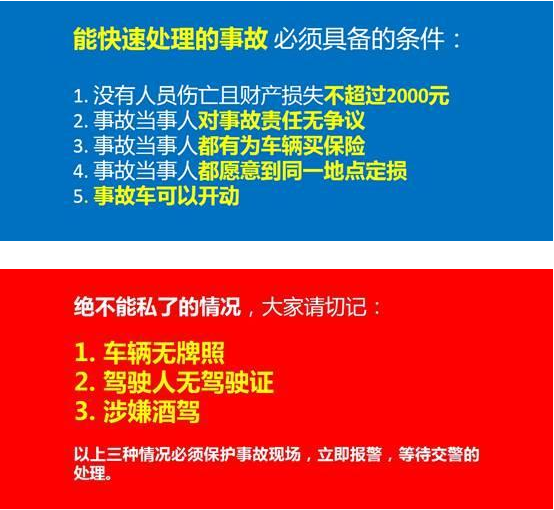 能快速处理的事故 必须具备的条件：
1. 没有人员伤亡且财产损失不超过2000元
2. 事故当事人对事故责任无争议
3. 事故当事人都有为车辆买保险
4. 事故当事人都愿意到同一地点定损
5. 事故车可以开动
绝不能私了的情况，大家请切记：
1. 车辆无牌照
2. 驾驶人无驾驶证
3. 涉嫌酒驾
以上三种情况必须保护事故现场，立即报警，等待交警的
处理。